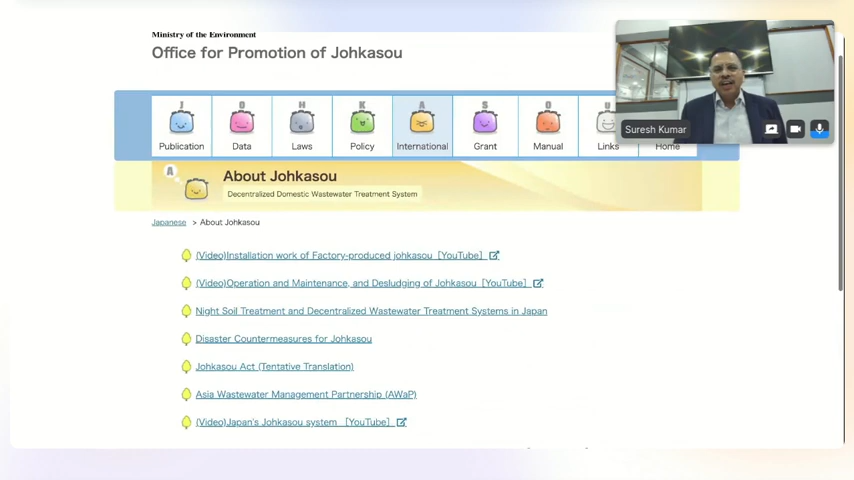 Ministry of the Environment
Office for Promotion of Johkasou
J O H K A S O U
Publication Data Laws Policy International Grant Manual Links Home
Suresh Kumar
A
About Johkasou
Decentralized Domestic Wastewater Treatment System
Japanese > About Johkasou
(Video)Installation work of Factory-produced johkasou [YouTube]
(Video)Operation and Maintenance, and Desludging of Johkasou [YouTube]
Night Soil Treatment and Decentralized Wastewater Treatment Systems in Japan
Disaster Countermeasures for Johkasou
Johkasou Act (Tentative Translation)
Asia Wastewater Management Partnership (AWaP)
(Video)Japan's Johkasou system [YouTube]